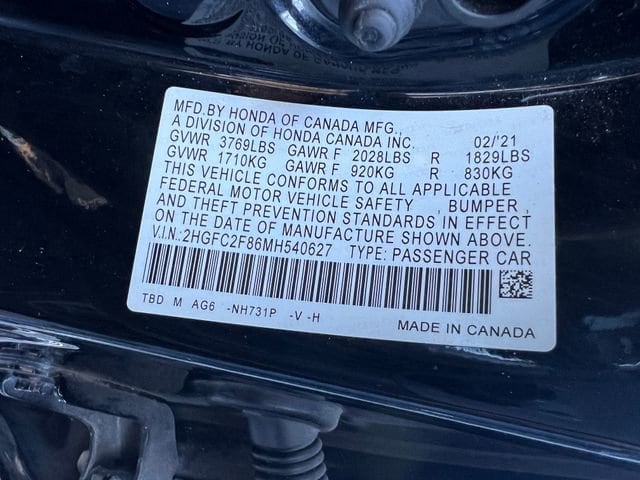 MFD. BY HONDA OF CANADA MFG.,
A DIVISION OF HONDA CANADA INC. 02/'21
GVWR 3769LBS GAWR F 2028LBS R 1829LBS
GVWR 1710KG GAWR F 920KG R 830KG
THIS VEHICLE CONFORMS TO ALL APPLICABLE
FEDERAL MOTOR VEHICLE SAFETY , BUMPER,
AND THEFT PREVENTION STANDARDS IN EFFECT
ON THE DATE OF MANUFACTURE SHOWN ABOVE.
V.I.N.:2HGFC2F86MH540627 TYPE: PASSENGER CAR
TBD M AG6 -NH731P -V -H
MADE IN CANADA